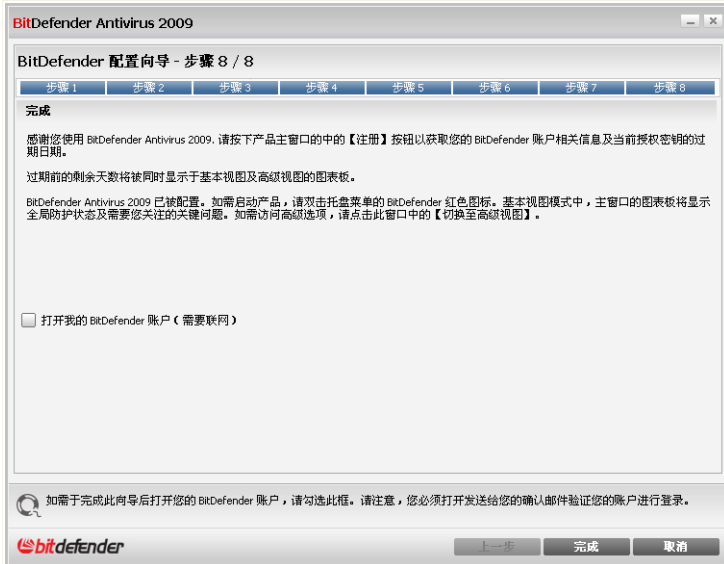 BitDefender Antivirus 2009
BitDefender 配置向导 - 步骤 8 / 8
步骤 1 步骤 2 步骤 3 步骤 4 步骤 5 步骤 6 步骤 7 步骤 8
完成
感谢您使用 BitDefender Antivirus 2009. 请按下产品主窗口的中的【注册】按钮以获取您的 BitDefender 账户相关信息及当前授权密钥的过
期日期。
过期前的剩余天数将被同时显示于基本视图及高级视图的图表板。
BitDefender Antivirus 2009 已被配置。如需启动产品，请双击托盘菜单的 BitDefender 红色图标。基本视图模式中，主窗口的图表板将显示
全局防护状态及需要您关注的关键问题。如需访问高级选项，请点击此窗口中的【切换至高级视图】。
打开我的 BitDefender 账户（需要联网）
如需于完成此向导后打开您的 BitDefender 账户，请勾选此框。请注意，您必须打开发送给您的确认邮件验证您的账户进行登录。
bitdefender
上一步 完成 取消